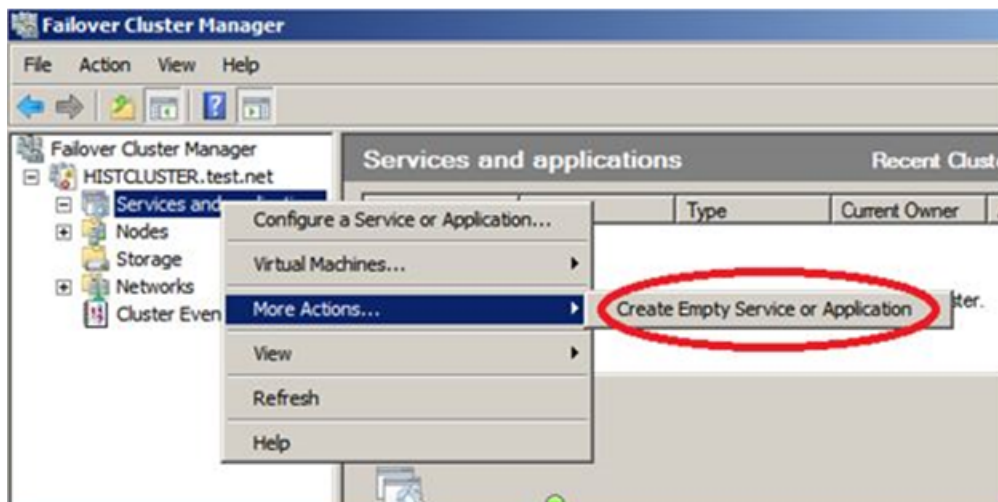 Failover Cluster Manager
File Action View Help
Failover Cluster Manager
HISTCLUSTER.test.net
Services and
Nodes
Storage
Networks
Cluster Even
Services and applications
Recent Clust
Type Current Owner
Configure a Service or Application...
Virtual Machines...
More Actions...
View
Refresh
Help
Create Empty Service or Application
ster.